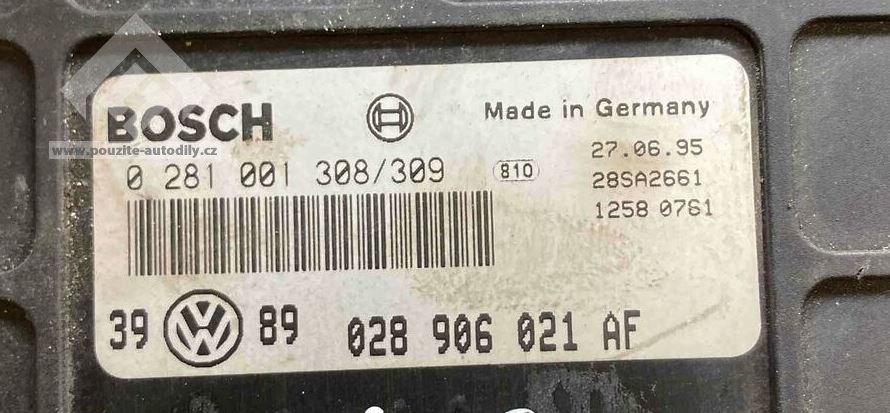 BOSCH
Made in Germany
www.pouzite-autodily.cz
0 281 001 308/309
810
27.06.95
28SA2661
1258 0761
39 VW 89
028 906 021 AF